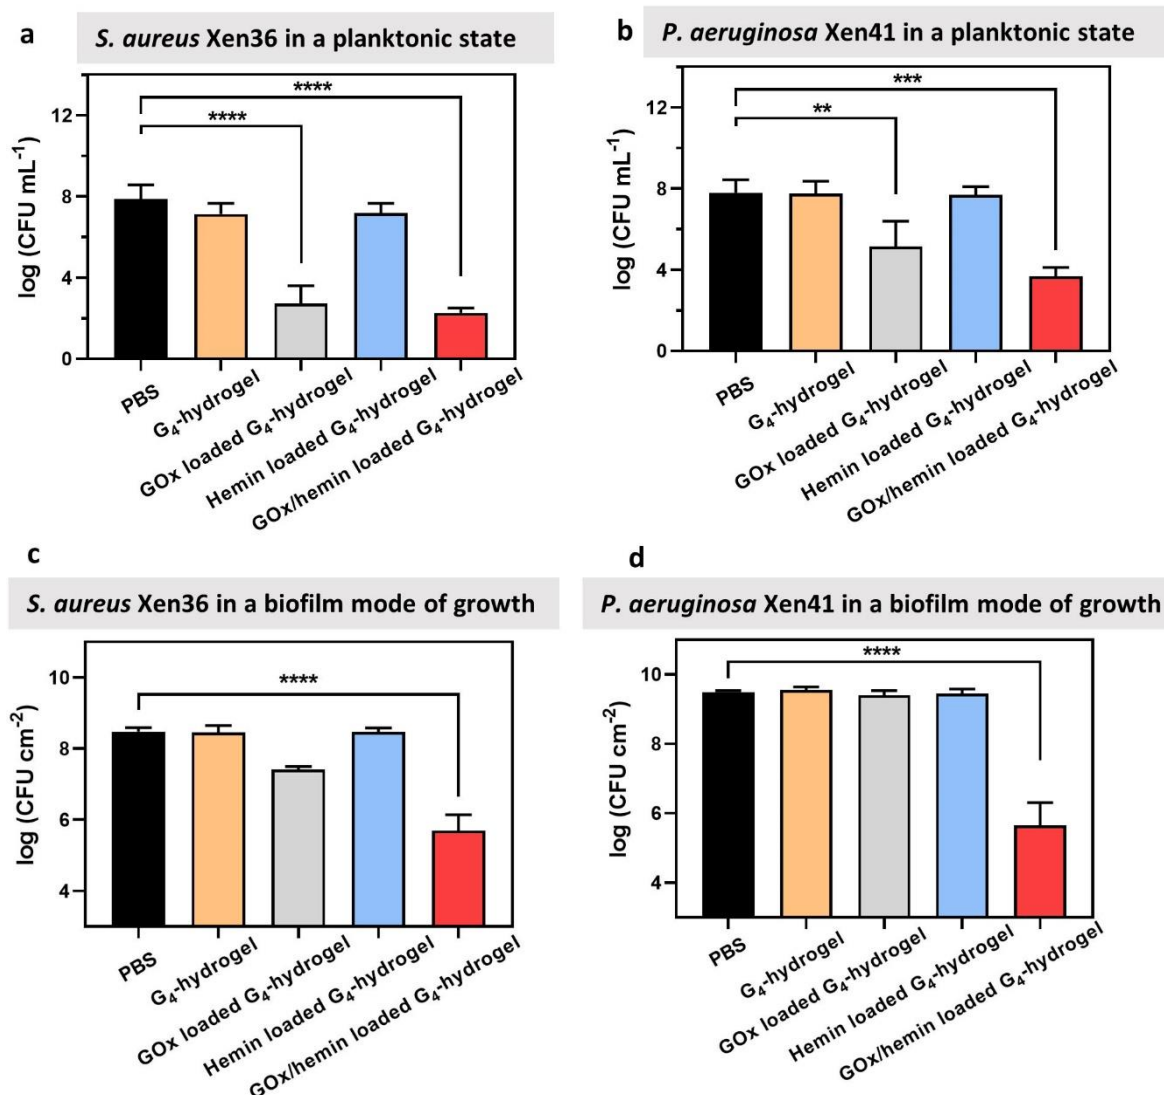 a
S. aureus Xen36 in a planktonic state
log (CFU mL⁻¹)
12
8
4
0
****
****
PBS
G₄-hydrogel
GOx loaded G₄-hydrogel
Hemin loaded G₄-hydrogel
GOx/hemin loaded G₄-hydrogel
b
P. aeruginosa Xen41 in a planktonic state
log (CFU mL⁻¹)
12
8
4
0
***
**
PBS
G₄-hydrogel
GOx loaded G₄-hydrogel
Hemin loaded G₄-hydrogel
GOx/hemin loaded G₄-hydrogel
c
S. aureus Xen36 in a biofilm mode of growth
log (CFU cm⁻²)
10
8
6
4
****
PBS
G₄-hydrogel
GOx loaded G₄-hydrogel
Hemin loaded G₄-hydrogel
GOx/hemin loaded G₄-hydrogel
d
P. aeruginosa Xen41 in a biofilm mode of growth
log (CFU cm⁻²)
10
8
6
4
****
PBS
G₄-hydrogel
GOx loaded G₄-hydrogel
Hemin loaded G₄-hydrogel
GOx/hemin loaded G₄-hydrogel